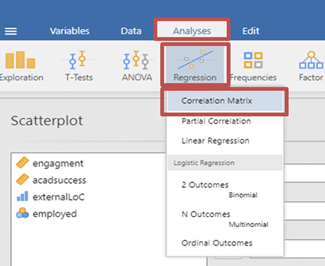 Variables Data Analyses Edit
Exploration T-Tests ANOVA Regression Frequencies Factor
Scatterplot
Correlation Matrix
Partial Correlation
Linear Regression
Logistic Regression
2 Outcomes
Binomial
N Outcomes
Multinomial
Ordinal Outcomes
engagment
acadsuccess
externalLoC
employed